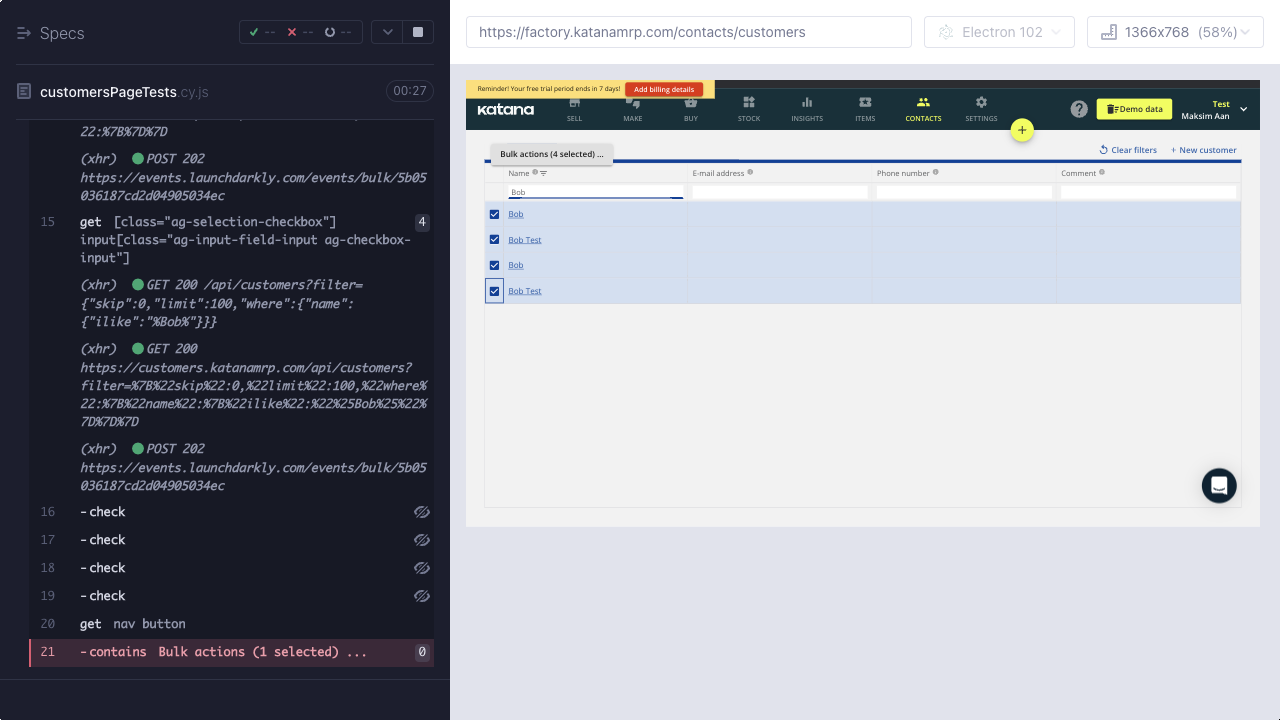 Specs
--
--
--
https://factory.katanamrp.com/contacts/customers
Electron 102
1366x768 (58%)
customersPageTests.cy.js
00:27
22:%7B%7D%7D
(xhr) POST 202
https://events.launchdarkly.com/events/bulk/5b05
036187cd2d04905034ec
15 get [class="ag-selection-checkbox"] 4
input[class="ag-input-field-input ag-checkbox-
input"]
(xhr) GET 200 /api/customers?filter=
{"skip":0,"limit":100,"where":{"name":
{"ilike":"%Bob%"}}}
(xhr) GET 200
https://customers.katanamrp.com/api/customers?
filter=%7B%22skip%22:0,%22limit%22:100,%22where%
22:%7B%22name%22:%7B%22ilike%22:%22%25Bob%25%22%
7D%7D%7D
(xhr) POST 202
https://events.launchdarkly.com/events/bulk/5b05
036187cd2d04905034ec
16 -check
17 -check
18 -check
19 -check
20 get nav button
21 -contains Bulk actions (1 selected) ... 0
Reminder! Your free trial period ends in 7 days!
Add billing details
katana
SELL
MAKE
BUY
STOCK
INSIGHTS
ITEMS
CONTACTS
SETTINGS
?
Demo data
Test
Maksim Aan
+
Bulk actions (4 selected) ...
Clear filters
+ New customer
Name
E-mail address
Phone number
Comment
Bob
Bob
Bob Test
Bob
Bob Test